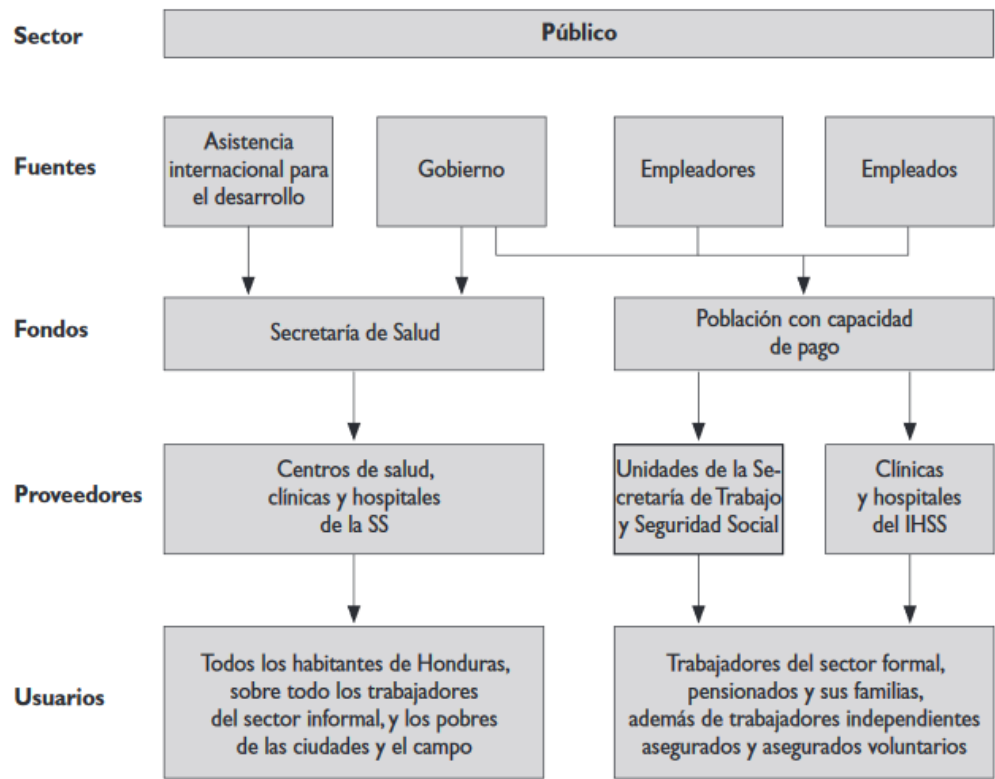 Sector
Público
Fuentes
Asistencia
internacional para
el desarrollo
Gobierno
Empleadores
Empleados
Fondos
Secretaría de Salud
Población con capacidad
de pago
Proveedores
Centros de salud,
clínicas y hospitales
de la SS
Unidades de la Se-
cretaría de Trabajo
y Seguridad Social
Clínicas
y hospitales
del IHSS
Usuarios
Todos los habitantes de Honduras,
sobre todo los trabajadores
del sector informal, y los pobres
de las ciudades y el campo
Trabajadores del sector formal,
pensionados y sus familias,
además de trabajadores independientes
asegurados y asegurados voluntarios